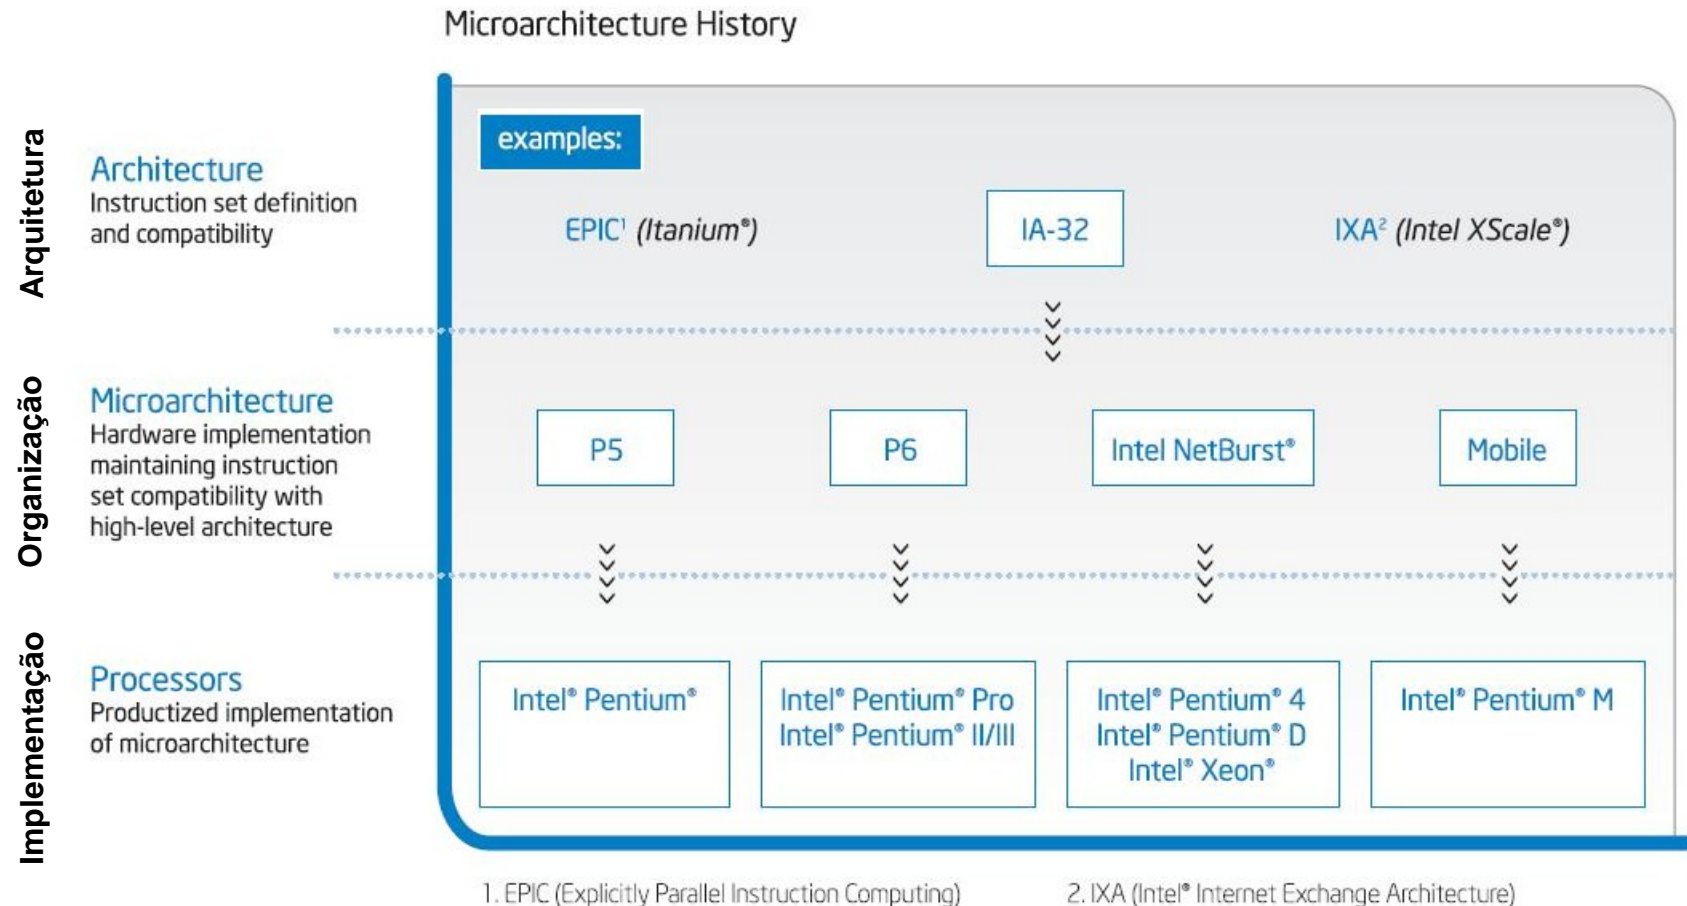 Microarchitecture History
Arquitetura
Architecture
Instruction set definition
and compatibility
examples:
EPIC¹ (Itanium®)
IA-32
IXA² (Intel XScale®)
Organização
Microarchitecture
Hardware implementation
maintaining instruction
set compatibility with
high-level architecture
P5
P6
Intel NetBurst®
Mobile
Implementação
Processors
Productized implementation
of microarchitecture
Intel® Pentium®
Intel® Pentium® Pro
Intel® Pentium® II/III
Intel® Pentium® 4
Intel® Pentium® D
Intel® Xeon®
Intel® Pentium® M
1. EPIC (Explicitly Parallel Instruction Computing)
2. IXA (Intel® Internet Exchange Architecture)